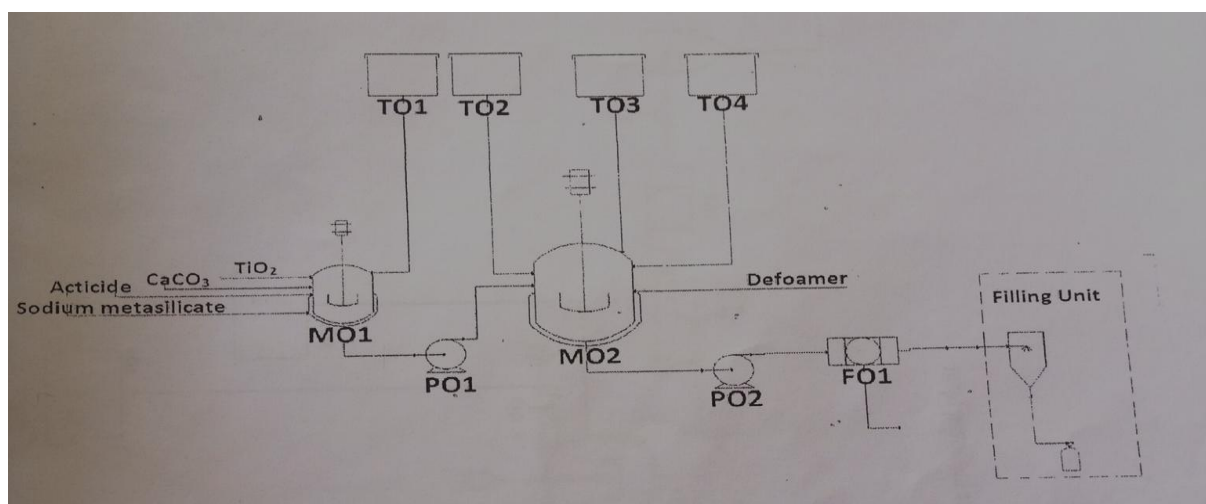 TO1
TO2
TO3
TO4
TiO₂
CaCO₃
Acticide
Sodium metasilicate
MO1
PO1
Defoamer
MO2
PO2
FO1
Filling Unit